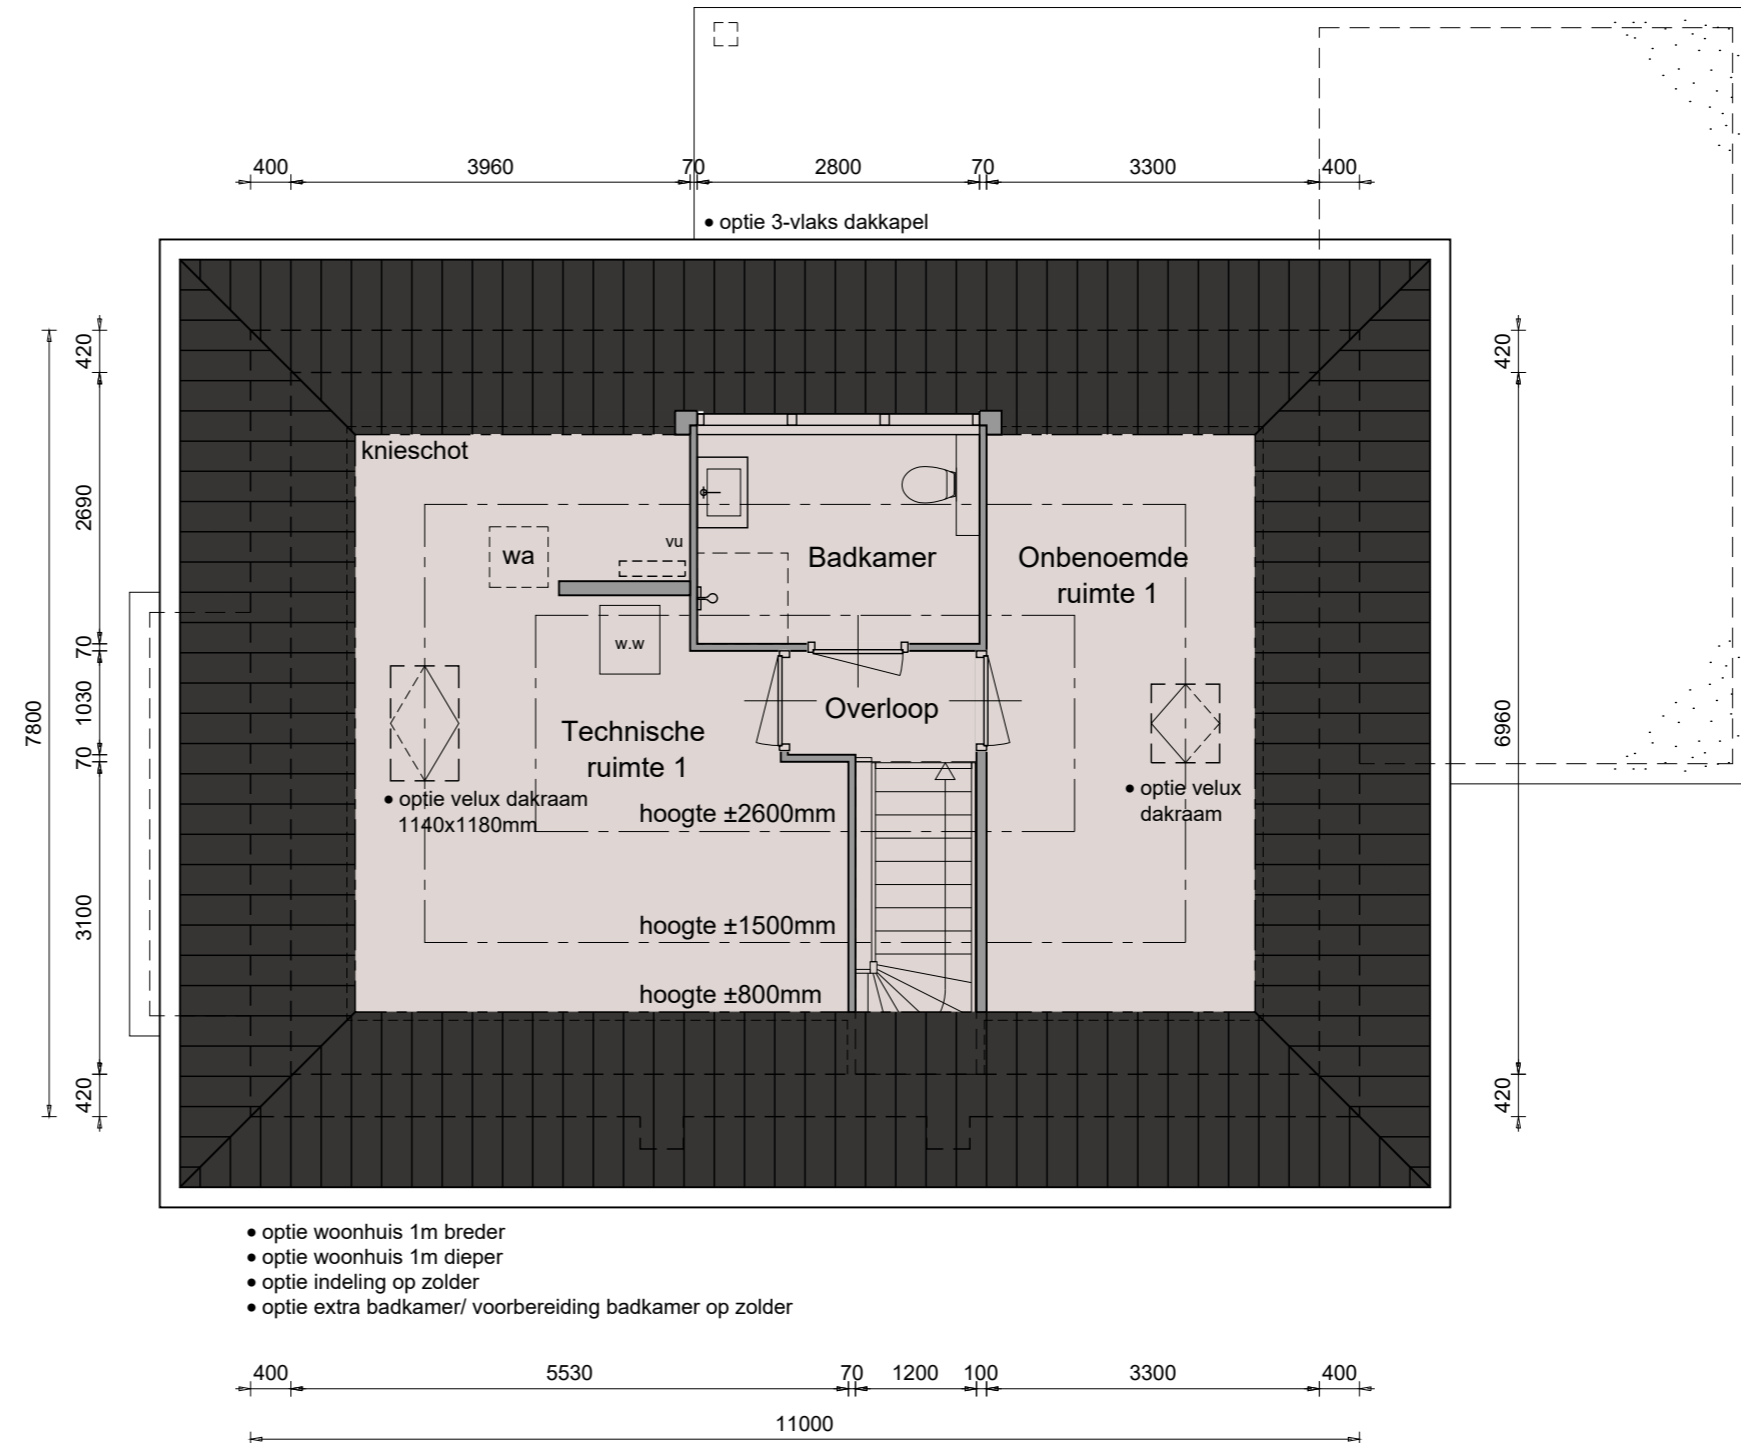 400 3960 70 2800 70 3300 400
• optie 3-vlaks dakkapel
420
2690
70
1030
70
3100
420
7800
420
6960
420
knieschot
wa
vu
w.w
Badkamer
Onbenoemde
ruimte 1
Overloop
Technische
ruimte 1
• optie velux dakraam
1140x1180mm
• optie velux
dakraam
hoogte ±2600mm
hoogte ±1500mm
hoogte ±800mm
• optie woonhuis 1m breder
• optie woonhuis 1m dieper
• optie indeling op zolder
• optie extra badkamer/ voorbereiding badkamer op zolder
400 5530 70 1200 100 3300 400
11000